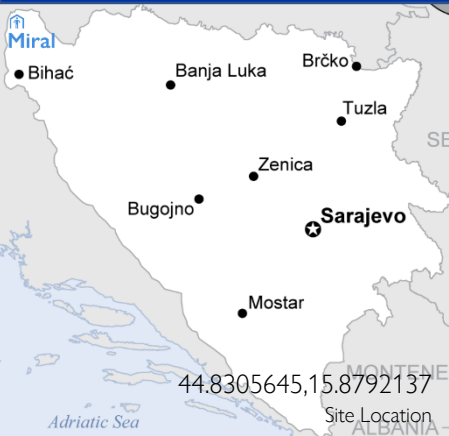 Miral
Bihać
Banja Luka
Brčko
Tuzla
SE
Zenica
Bugojno
Sarajevo
Mostar
MONTENE
44.8305645,15.8792137
Site Location
Adriatic Sea
ALBANIA